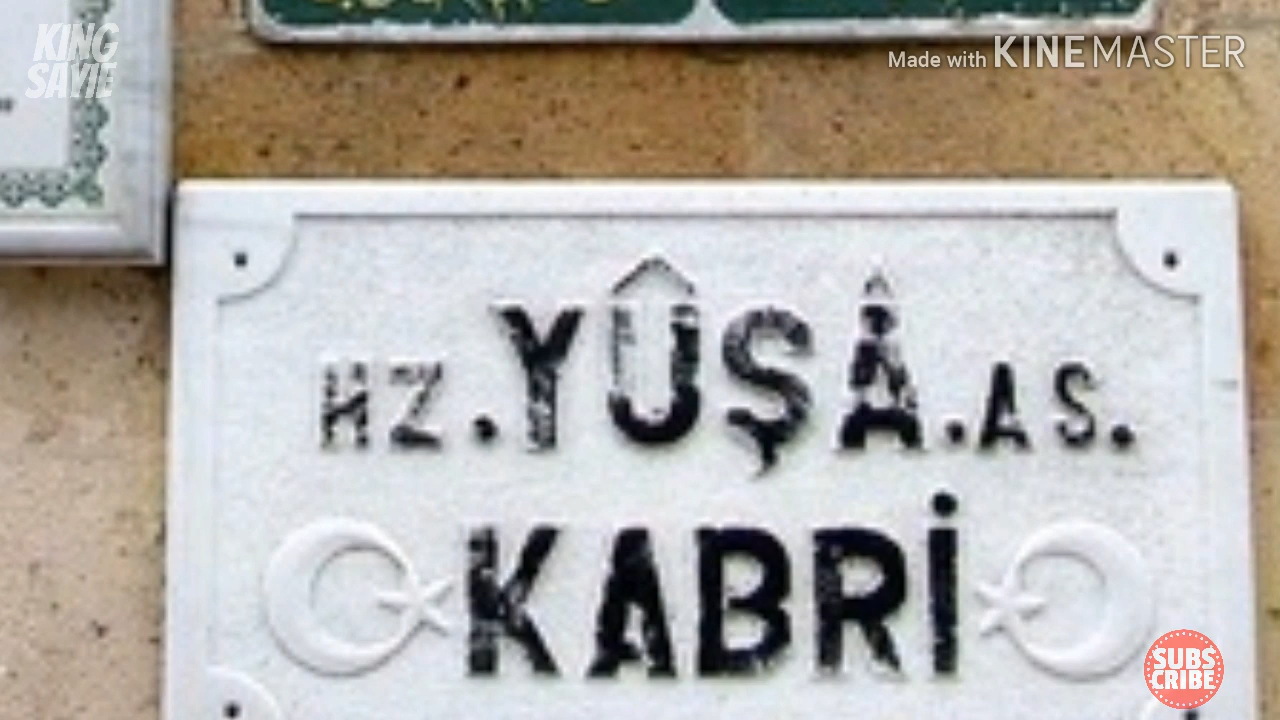 KING
SAVIE
Made with KINEMASTER
HZ.YÛŞÂ.AS.
KABRİ
SUBS
CRIBE